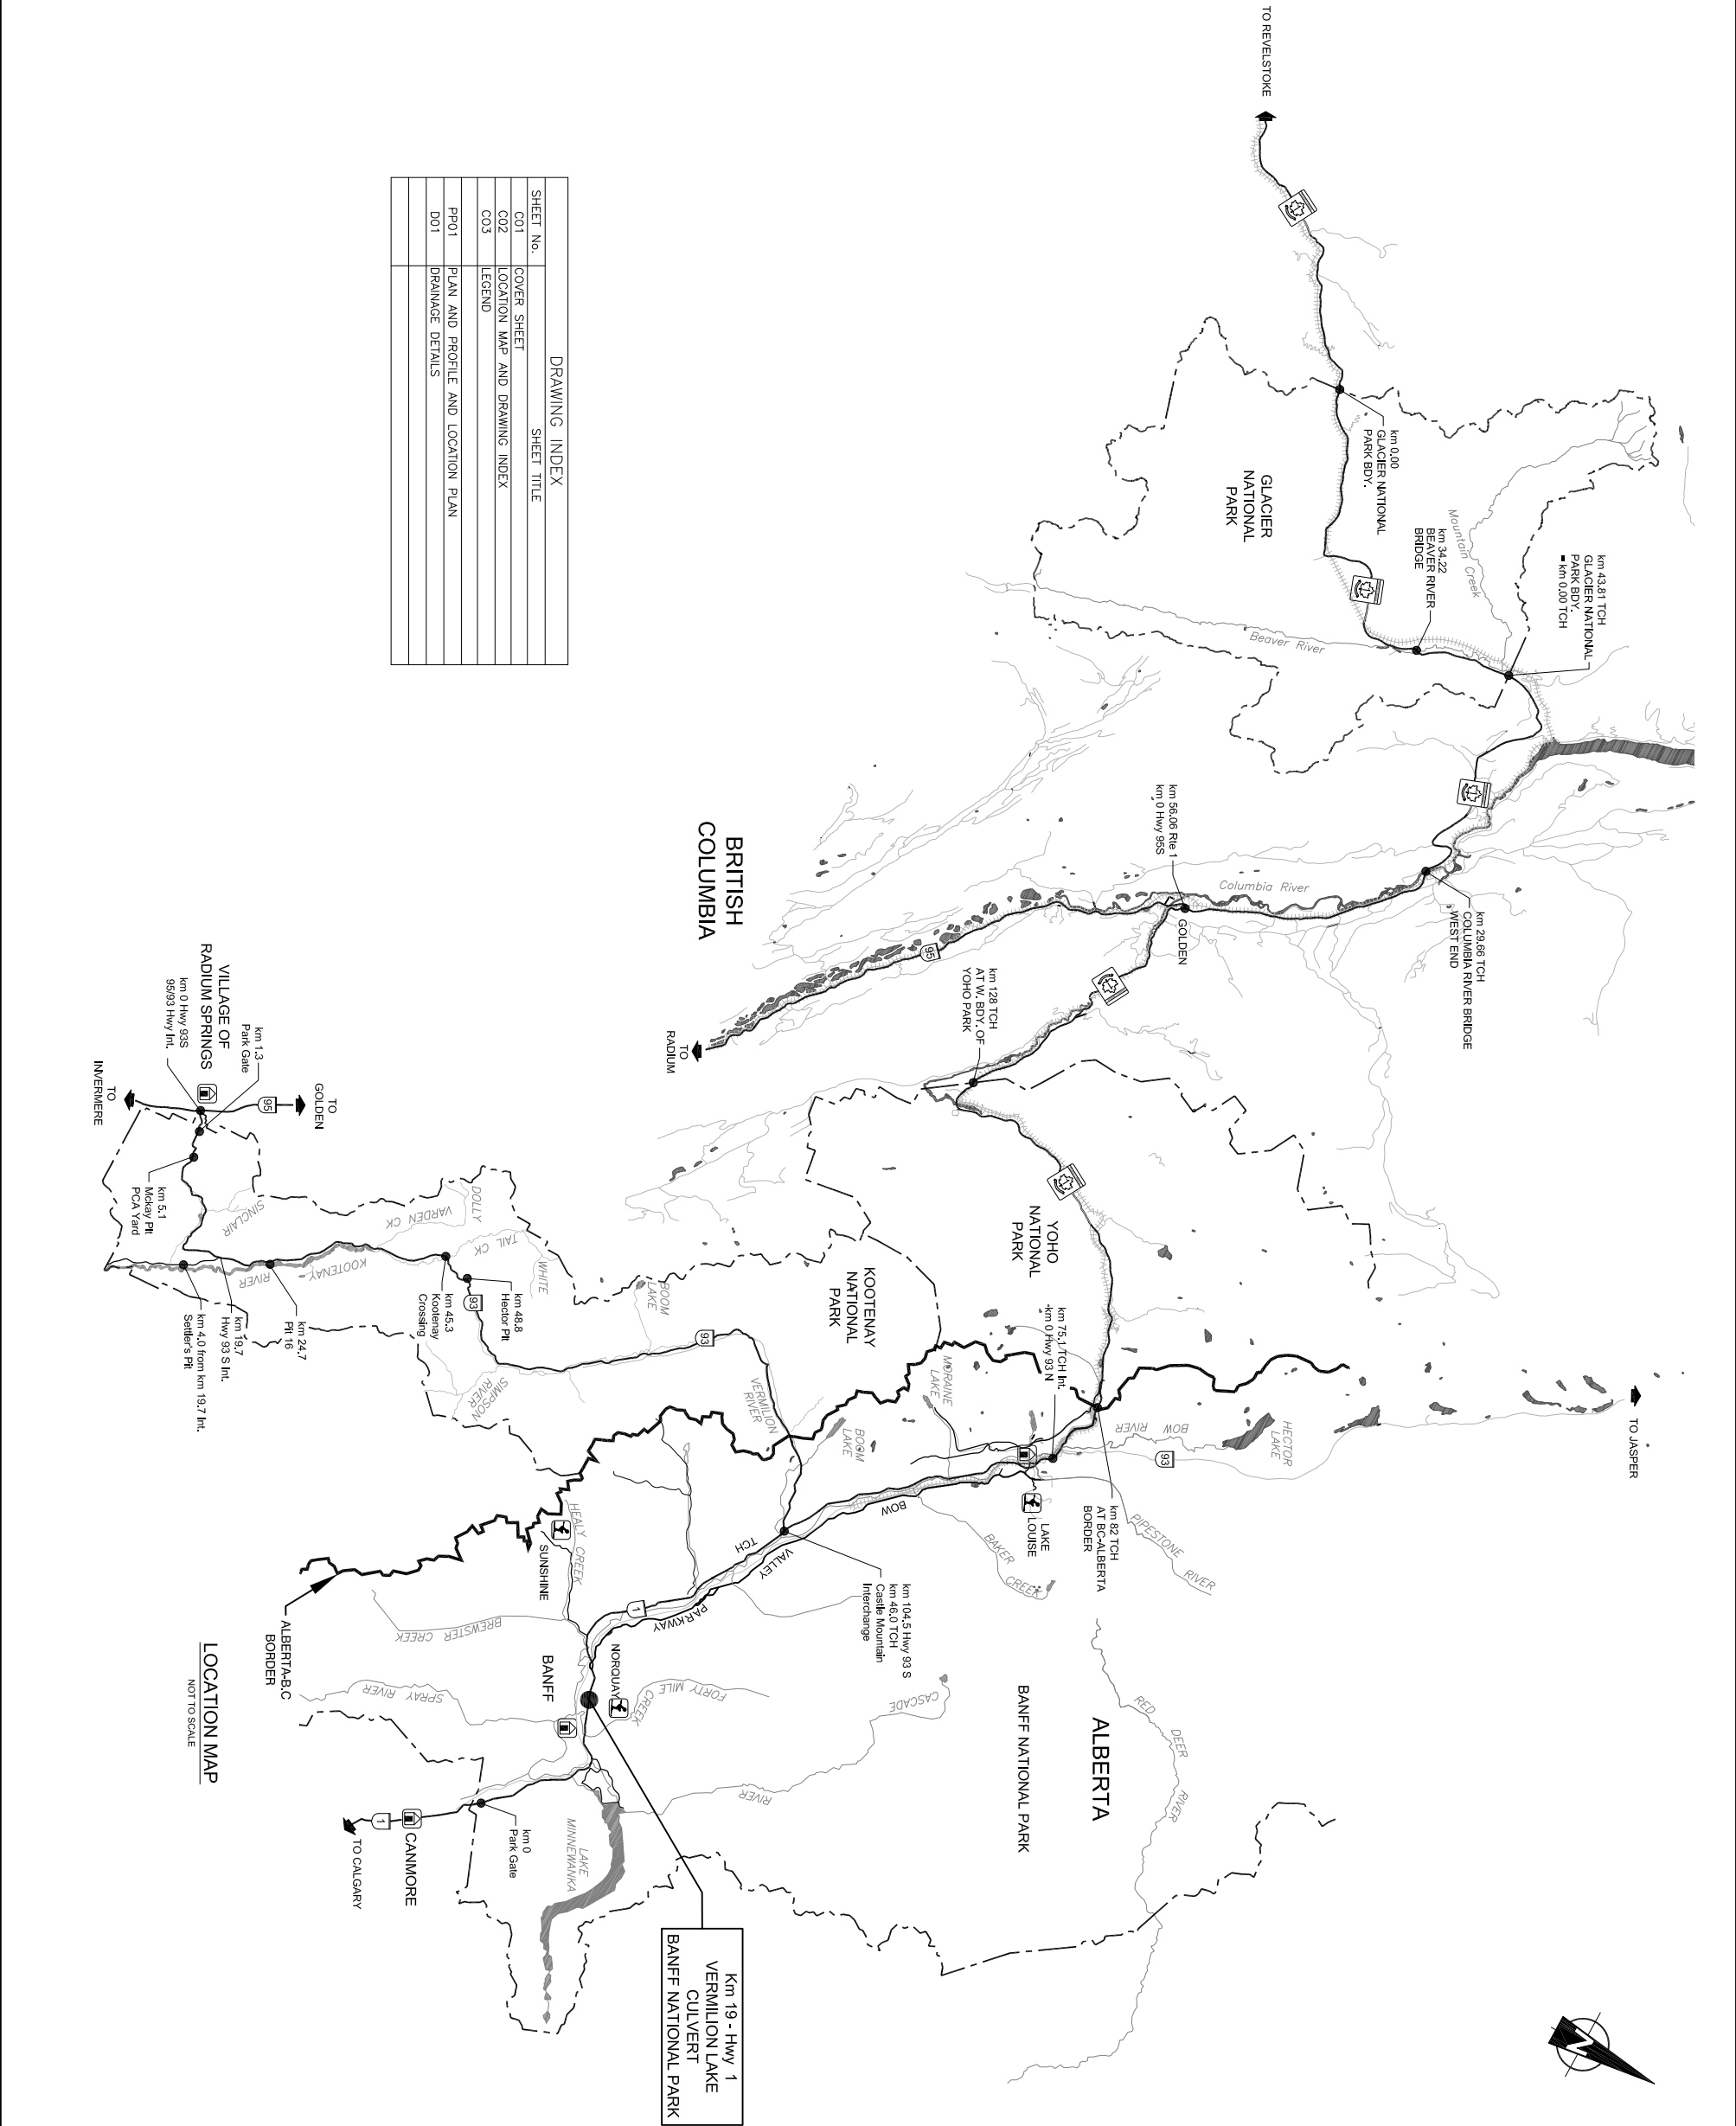 TO REVELSTOKE
km 0.00
GLACIER NATIONAL
PARK BDY.
GLACIER
NATIONAL
PARK
km 34.22
BEAVER RIVER
BRIDGE
Mountain Creek
km 43.81 TCH
GLACIER NATIONAL
PARK BDY.
= km 0.00 TCH
Beaver River
km 56.06 Rte 1
km 0 Hwy 95S
Columbia River
km 29.66 TCH
COLUMBIA RIVER BRIDGE
WEST END
GOLDEN
95
km 128 TCH
AT W. BDY. OF
YOHO PARK
TO
RADIUM
BRITISH
COLUMBIA
YOHO
NATIONAL
PARK
KOOTENAY
NATIONAL
PARK
km 75.1 TCH Int.
km 0 Hwy 93 N
MORAINE
LAKE
BOW
RIVER
HECTOR
LAKE
93
TO JASPER
km 82 TCH
AT BC-ALBERTA
BORDER
LAKE
LOUISE
PIPESTONE
RIVER
BAKER
CREEK
BOW
VALLEY
PARKWAY
TCH
BOOM
LAKE
VERMILION
RIVER
93
BOOM
LAKE
km 104.5 Hwy 93 S
km 46.0 TCH
Castle Mountain
Interchange
TO
GOLDEN
95
VILLAGE OF
RADIUM SPRINGS
km 1.3
Park Gate
km 0 Hwy 93S
95/93 Hwy Int.
TO
INVERMERE
km 5.1
Mckay Pit
PCA Yard
SINCLAIR
DOLLY
VARDEN CK
TAIL CK
WHITE
KOOTENAY
RIVER
93
km 48.8
Hector Pit
km 45.3
Kootenay
Crossing
km 24.7
Pit 16
km 19.7
Hwy 93 S Int.
km 4.0 from km 19.7 Int.
Settler's Pit
SIMPSON
RIVER
HEALY CREEK
SUNSHINE
BREWSTER CREEK
ALBERTA-B.C
BORDER
1
NORQUAY
BANFF
FORTY MILE
CREEK
SPRAY RIVER
CASCADE
RIVER
BANFF NATIONAL PARK
ALBERTA
RED
DEER
RIVER
LAKE
MINNEWANKA
km 0
Park Gate
CANMORE
1
TO CALGARY
Km 19 - Hwy 1
VERMILION LAKE
CULVERT
BANFF NATIONAL PARK
N
LOCATION MAP
NOT TO SCALE
DRAWING INDEX
SHEET No. SHEET TITLE
C01 COVER SHEET
C02 LOCATION MAP AND DRAWING INDEX
C03 LEGEND
PP01 PLAN AND PROFILE AND LOCATION PLAN
D01 DRAINAGE DETAILS